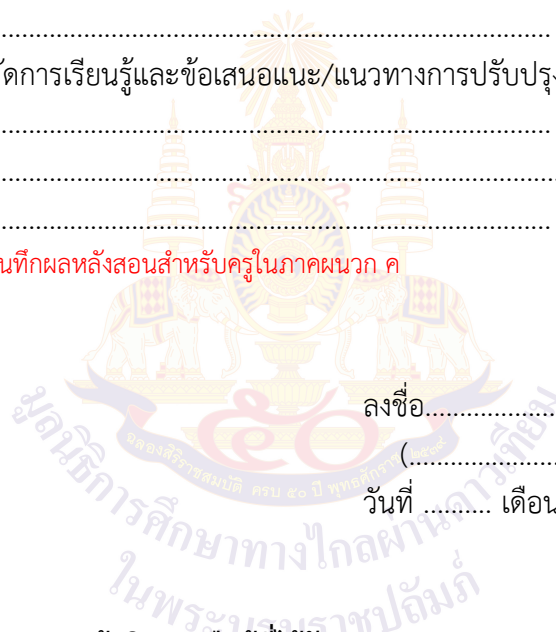 ................................................................................
ัดการเรียนรู้และข้อเสนอแนะ/แนวทางการปรับปรุง
................................................................................
................................................................................
................................................................................
นทึกผลหลังสอนสำหรับครูในภาคผนวก ค
ลงชื่อ...................
(.......................
วันที่ .......... เดือน
ฉลองสิริราชสมบัติ ครบ ๕๐ ปี พุทธศักราช ๒๕๓๙
มูลนิธิการศึกษาทางไกลผ่านดาวเทียม
ในพระบรมราชูปถัมภ์